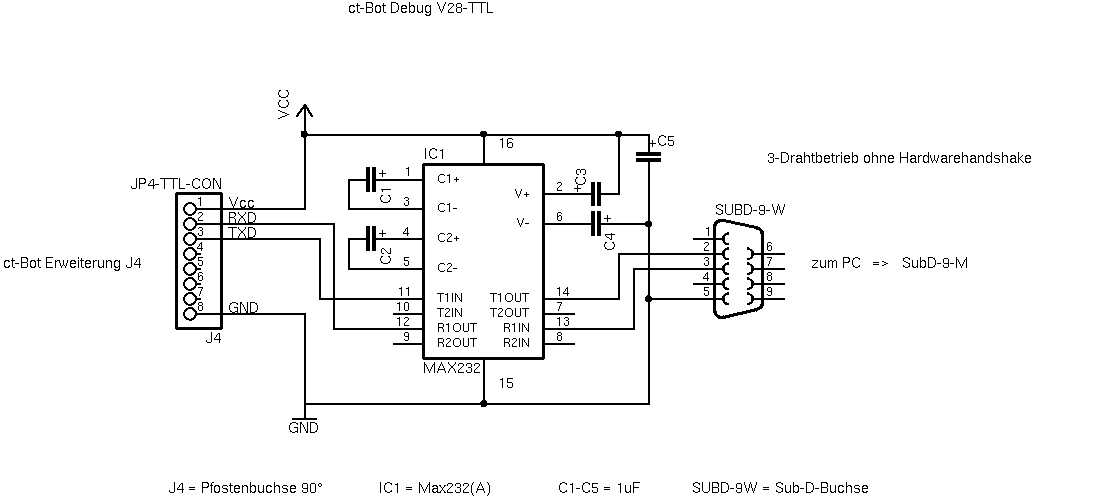 ct-Bot Debug V28-TTL
VCC
16
+C5
IC1
3-Drahtbetrieb ohne Hardwarehandshake
JP4-TTL-CON
1 Vcc
2 RXD
3 TXD
4
5
6
7
8 GND
J4
ct-Bot Erweiterung J4
C1 +
C2 +
1 C1+
3 C1-
4 C2+
5 C2-
11 T1IN
10 T2IN
12 R1OUT
9 R2OUT
V+ 2
V- 6
T1OUT 14
T2OUT 7
R1IN 13
R2IN 8
+C3
C4 +
MAX232
15
SUBD-9-W
1
2
3
4
5
6
7
8
9
zum PC => SubD-9-M
GND
J4 = Pfostenbuchse 90°
IC1 = Max232(A)
C1-C5 = 1uF
SUBD-9W = Sub-D-Buchse